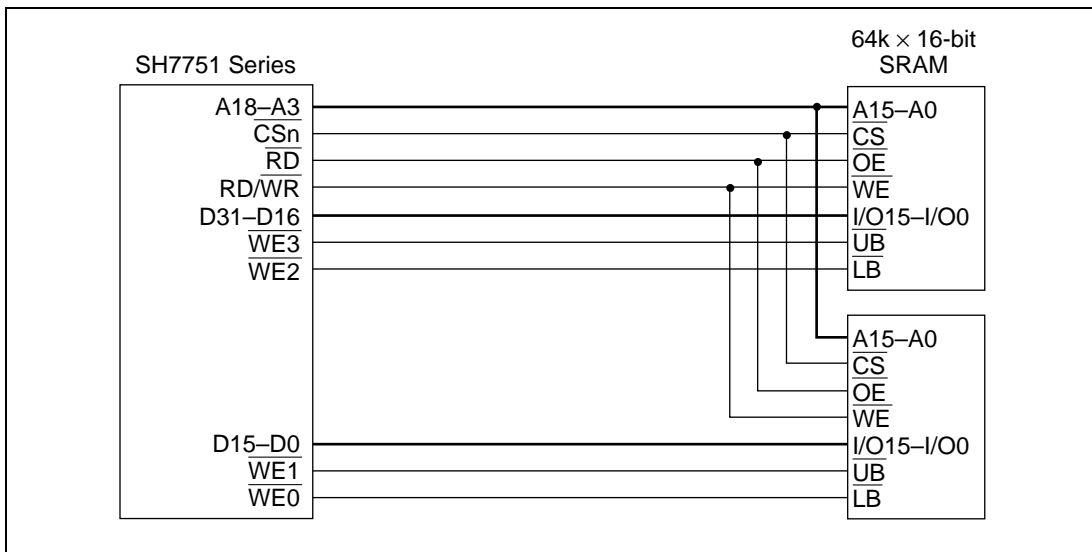 64k × 16-bit
SRAM
SH7751 Series
A18–A3
CSn
RD
RD/WR
D31–D16
WE3
WE2
D15–D0
WE1
WE0
A15–A0
CS
OE
WE
I/O15–I/O0
UB
LB
A15–A0
CS
OE
WE
I/O15–I/O0
UB
LB